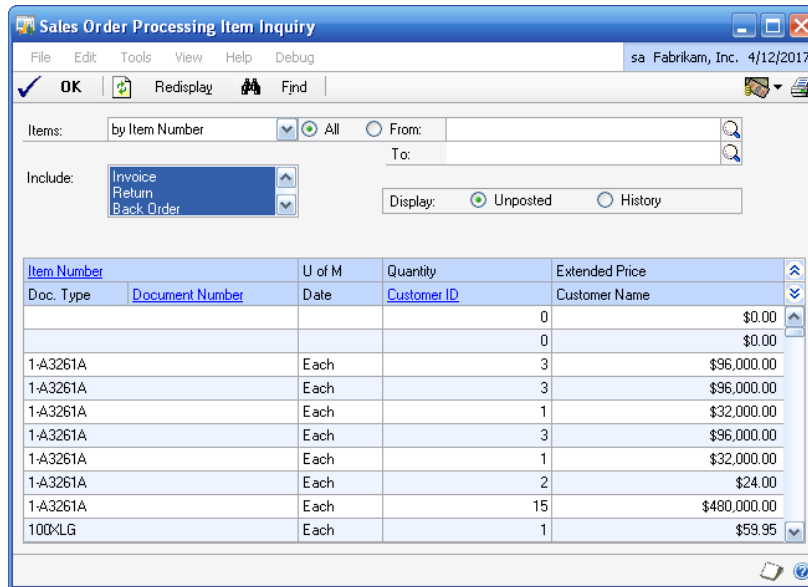 Sales Order Processing Item Inquiry
File Edit Tools View Help Debug sa Fabrikam, Inc. 4/12/2017
OK Redisplay Find
Items: by Item Number All From:
To:
Include: Invoice
Return
Back Order
Display: Unposted History
Item Number U of M Quantity Extended Price
Doc. Type Document Number Date Customer ID Customer Name
0 $0.00
0 $0.00
1-A3261A Each 3 $96,000.00
1-A3261A Each 3 $96,000.00
1-A3261A Each 1 $32,000.00
1-A3261A Each 3 $96,000.00
1-A3261A Each 1 $32,000.00
1-A3261A Each 2 $24.00
1-A3261A Each 15 $480,000.00
100XLG Each 1 $59.95